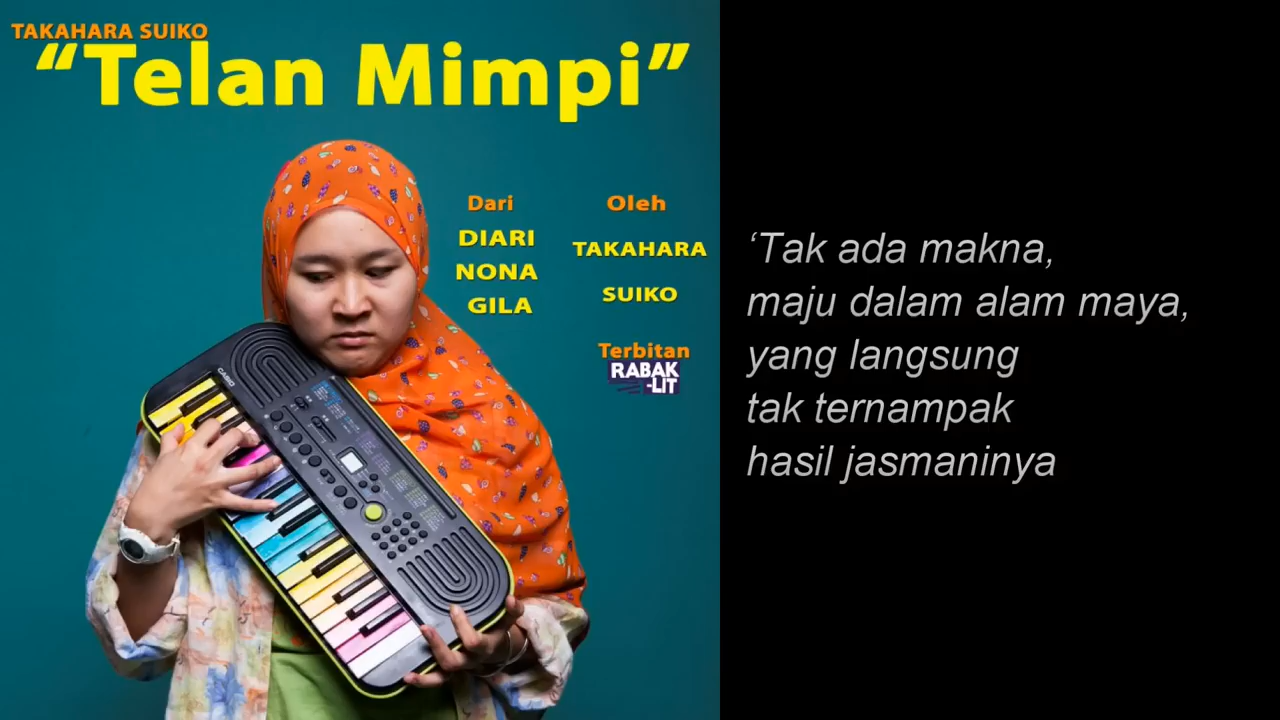 TAKAHARA SUIKO
“Telan Mimpi”
Dari
DIARI
NONA
GILA
Oleh
TAKAHARA
SUIKO
Terbitan
RABAK
-LIT
CASIO
‘Tak ada makna,
maju dalam alam maya,
yang langsung
tak ternampak
hasil jasmaninya